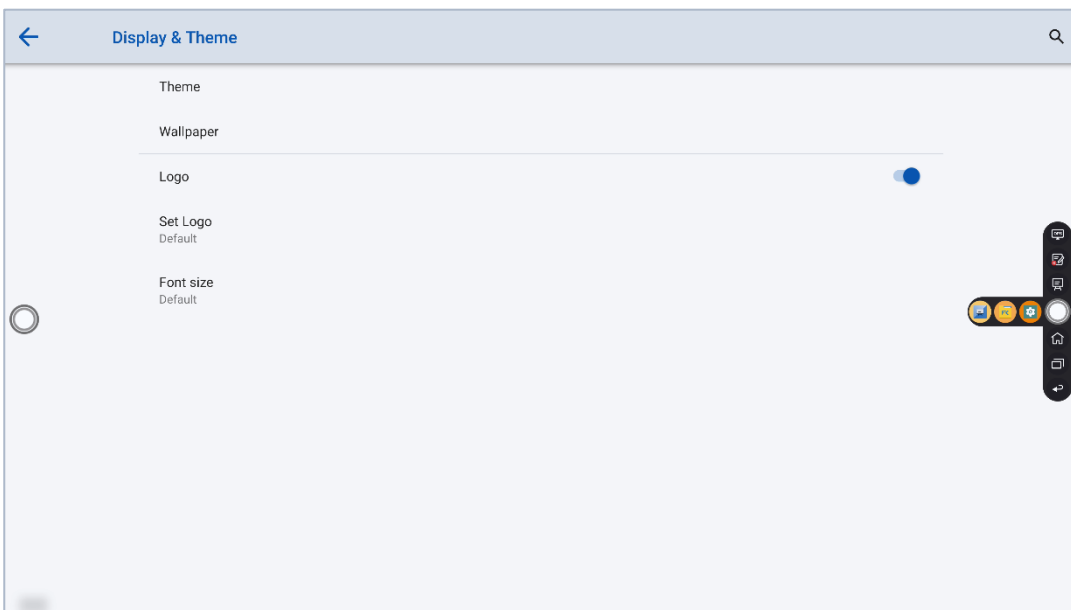 Display & Theme
Theme
Wallpaper
Logo
Set Logo
Default
Font size
Default